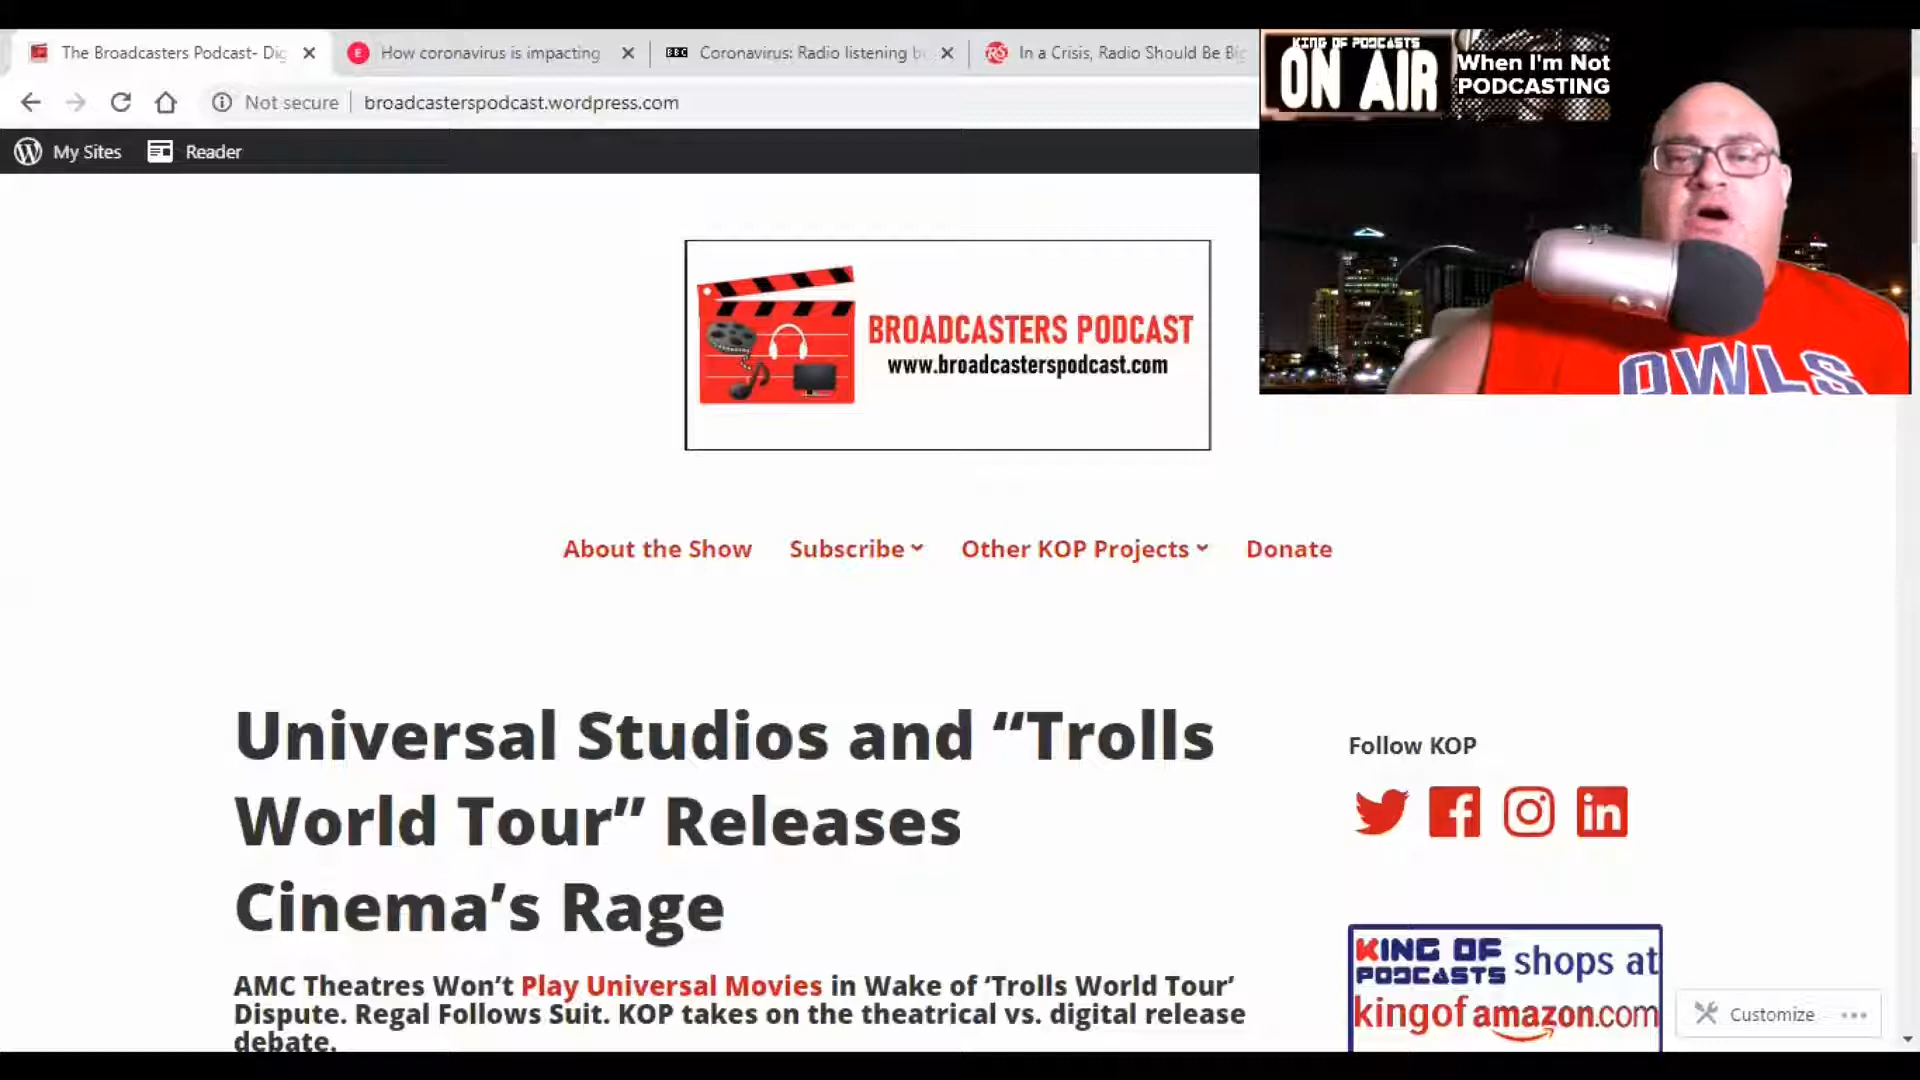 The Broadcasters Podcast- Dig
How coronavirus is impacting
BBC Coronavirus: Radio listening b
RS In a Crisis, Radio Should Be Big
Not secure broadcasterspodcast.wordpress.com
My Sites Reader
KING OF PODCASTS
ON AIR
When I'm Not
PODCASTING
OWLS
BROADCASTERS PODCAST
www.broadcasterspodcast.com
About the Show Subscribe Other KOP Projects Donate
Universal Studios and “Trolls
World Tour” Releases
Cinema’s Rage
AMC Theatres Won’t Play Universal Movies in Wake of ‘Trolls World Tour’
Dispute. Regal Follows Suit. KOP takes on the theatrical vs. digital release
debate.
Follow KOP
KING OF
PODCASTS shops at
kingofamazon.com
Customize